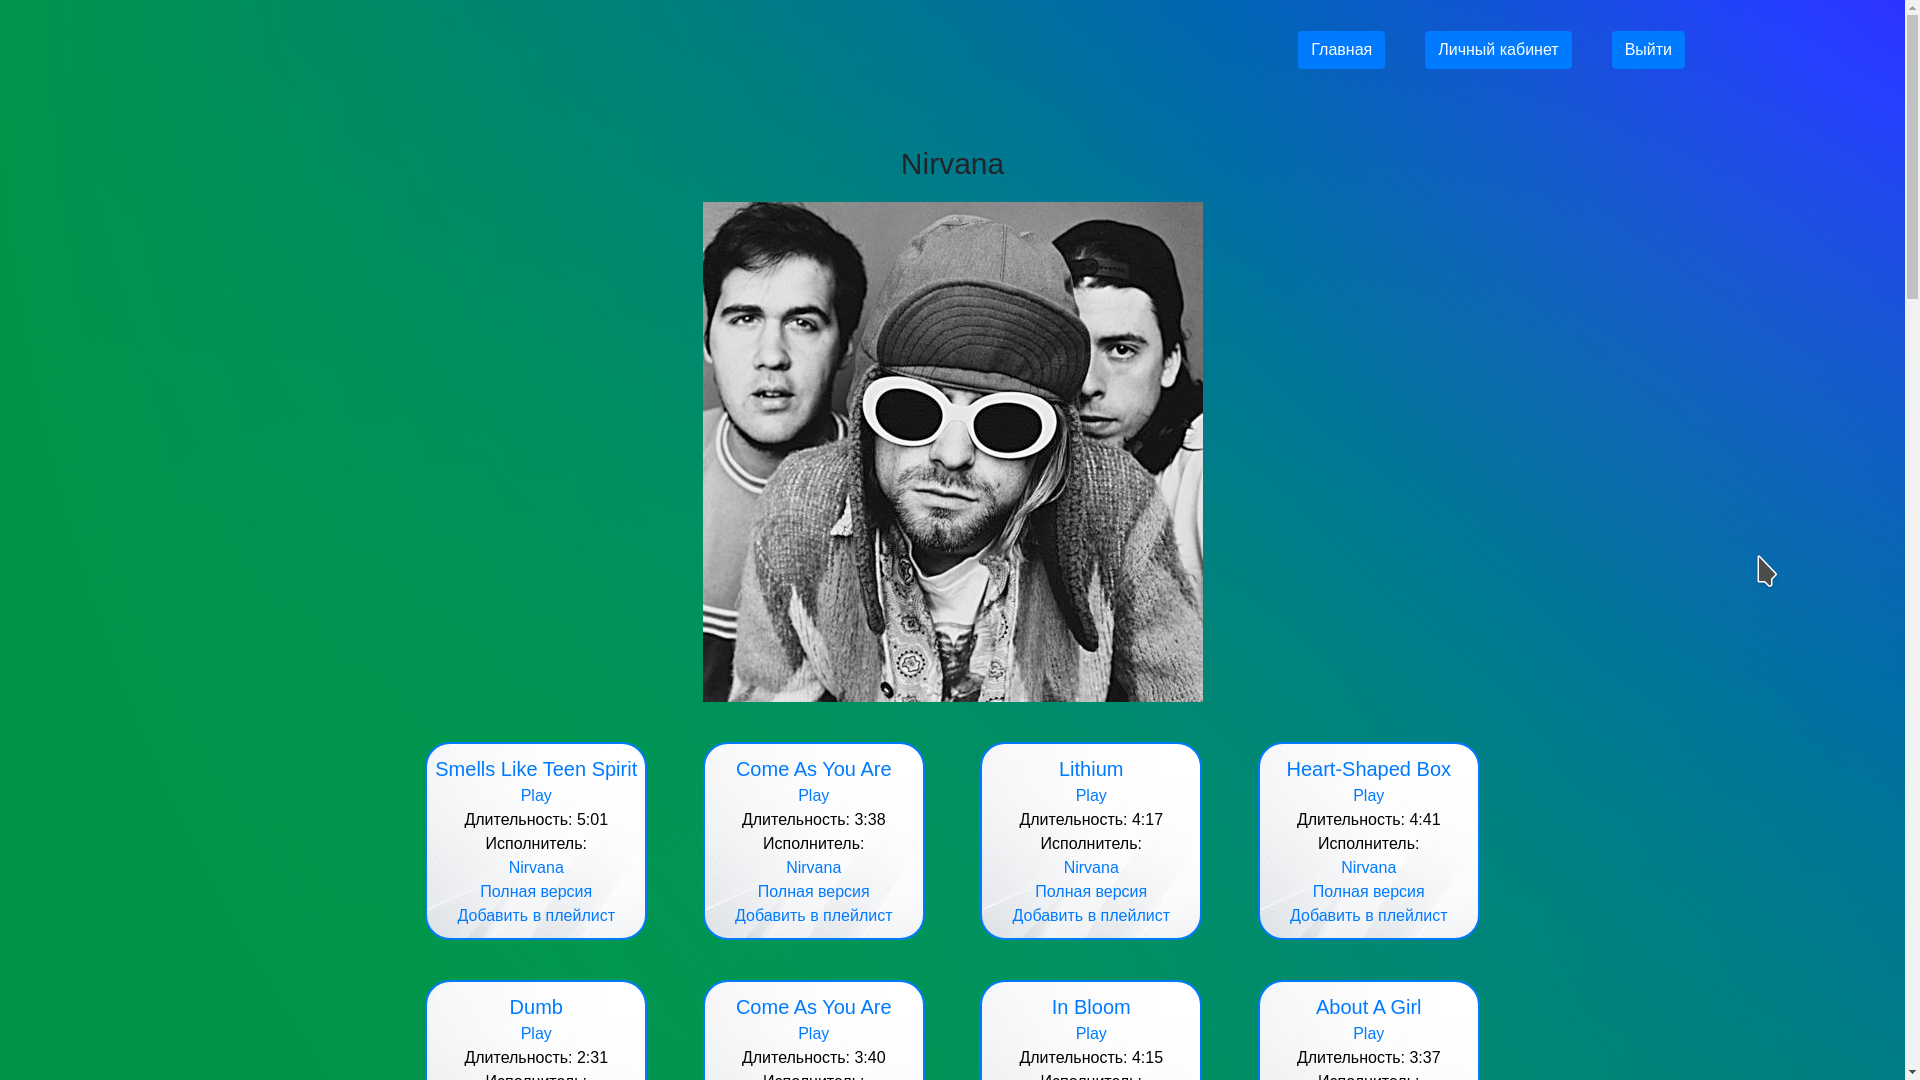 Главная Личный кабинет Выйти
Nirvana
Smells Like Teen Spirit
Play
Длительность: 5:01
Исполнитель:
Nirvana
Полная версия
Добавить в плейлист
Come As You Are
Play
Длительность: 3:38
Исполнитель:
Nirvana
Полная версия
Добавить в плейлист
Lithium
Play
Длительность: 4:17
Исполнитель:
Nirvana
Полная версия
Добавить в плейлист
Heart-Shaped Box
Play
Длительность: 4:41
Исполнитель:
Nirvana
Полная версия
Добавить в плейлист
Dumb
Play
Длительность: 2:31
Исполнитель:
Come As You Are
Play
Длительность: 3:40
Исполнитель:
In Bloom
Play
Длительность: 4:15
Исполнитель:
About A Girl
Play
Длительность: 3:37
Исполнитель: